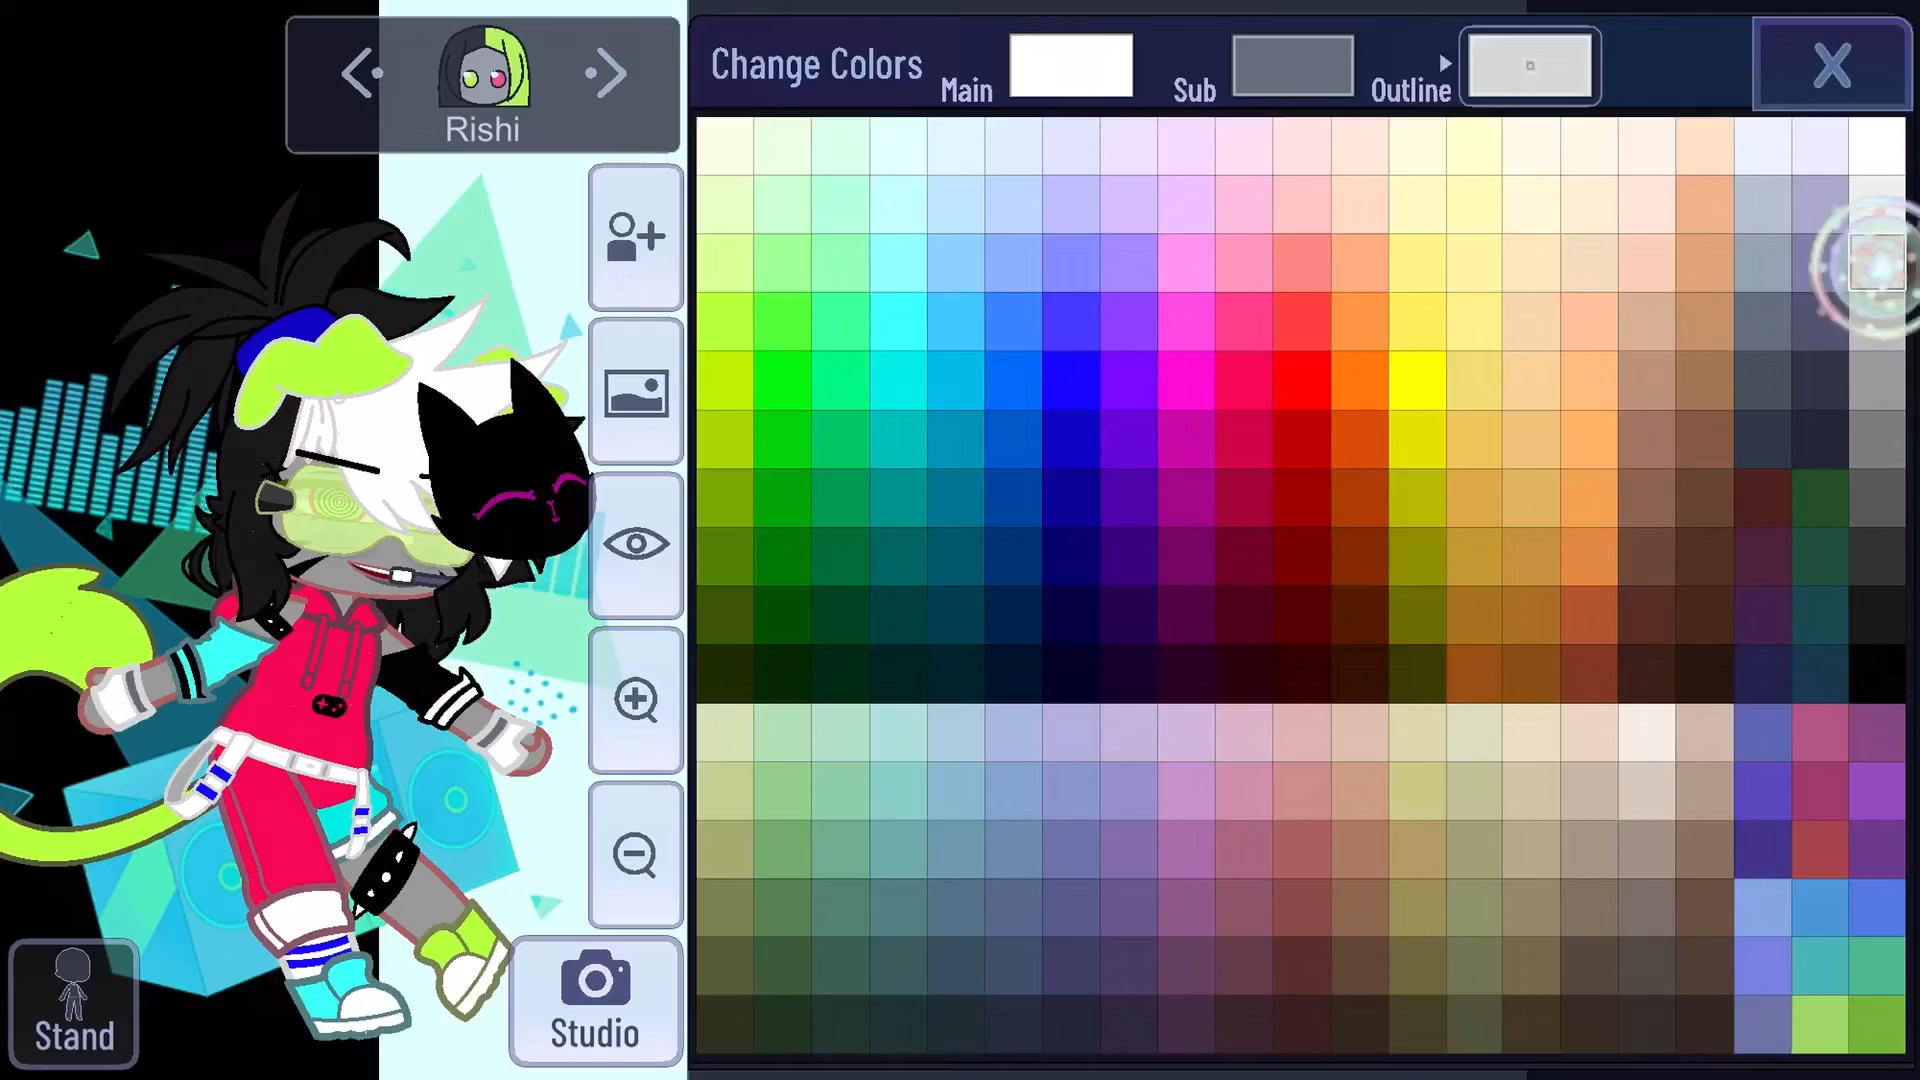 Change Colors
Main
Sub
Outline
X
Rishi
Stand
Studio